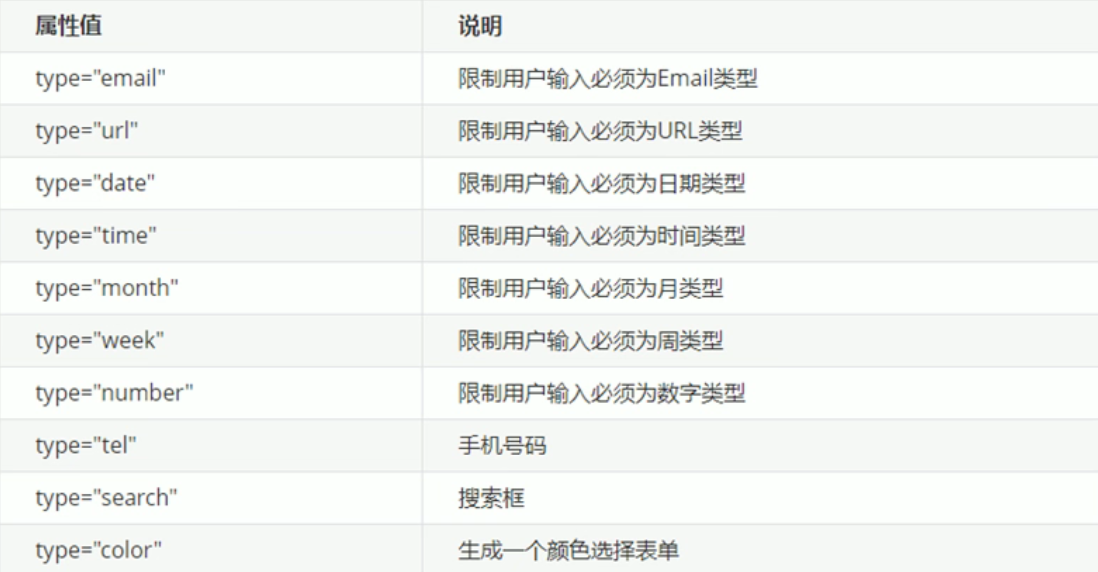 属性值 说明
type="email" 限制用户输入必须为Email类型
type="url" 限制用户输入必须为URL类型
type="date" 限制用户输入必须为日期类型
type="time" 限制用户输入必须为时间类型
type="month" 限制用户输入必须为月类型
type="week" 限制用户输入必须为周类型
type="number" 限制用户输入必须为数字类型
type="tel" 手机号码
type="search" 搜索框
type="color" 生成一个颜色选择表单